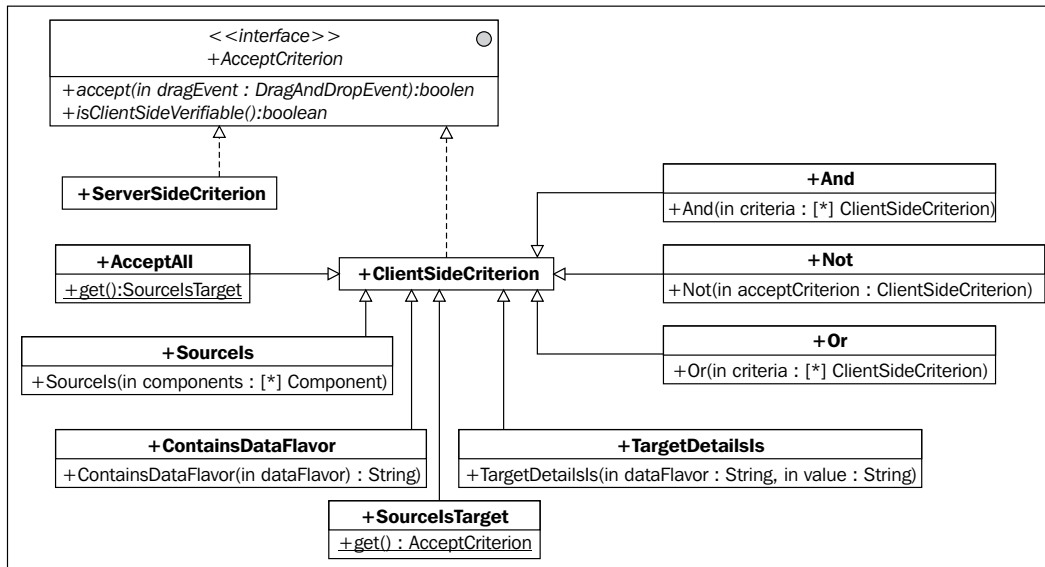 <<interface>>
+AcceptCriterion
+accept(in dragEvent : DragAndDropEvent):boolen
+isClientSideVerifiable():boolean
+ServerSideCriterion
+And
+And(in criteria : [*] ClientSideCriterion)
+AcceptAll
+get():SourceIsTarget
+ClientSideCriterion
+Not
+Not(in acceptCriterion : ClientSideCriterion)
+SourceIs
+SourceIs(in components : [*] Component)
+Or
+Or(in criteria : [*] ClientSideCriterion)
+ContainsDataFlavor
+ContainsDataFlavor(in dataFlavor) : String)
+TargetDetailsIs
+TargetDetailsIs(in dataFlavor : String, in value : String)
+SourceIsTarget
+get() : AcceptCriterion